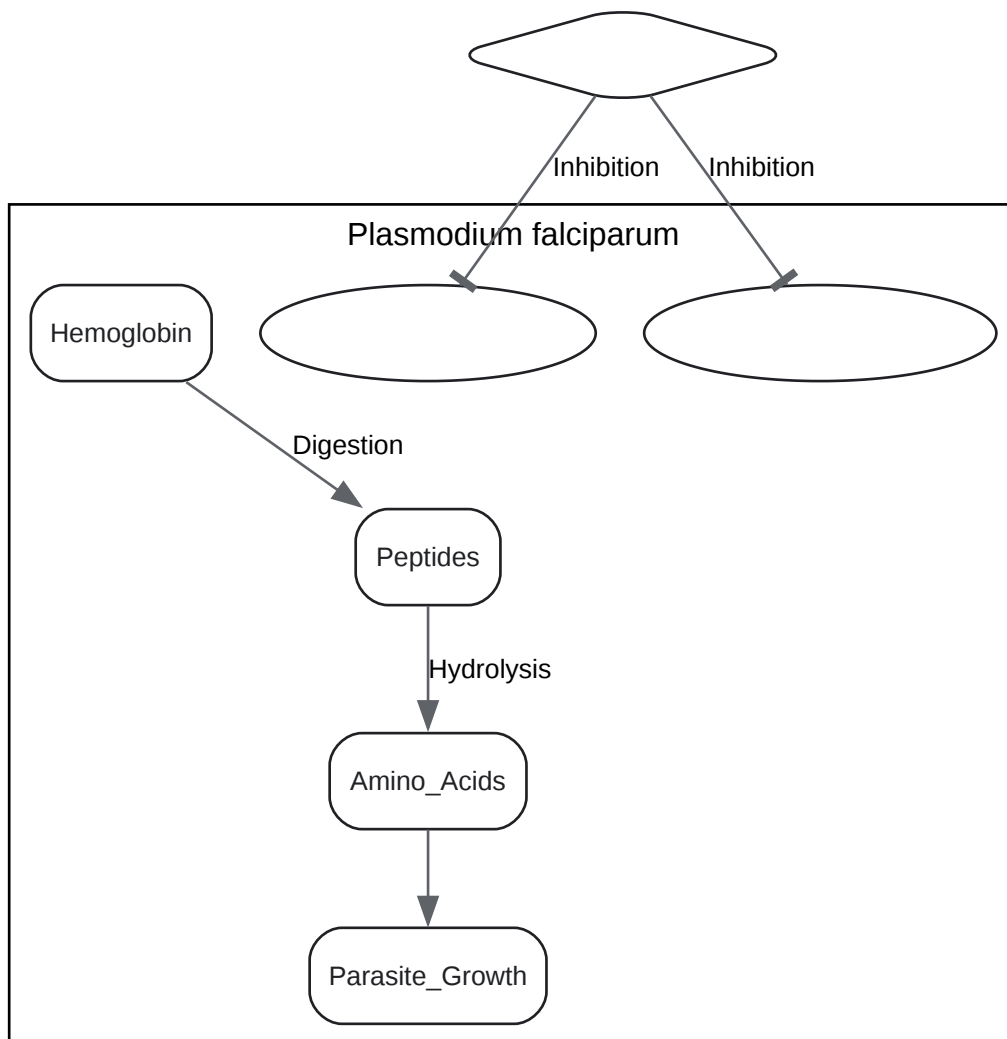 Inhibition
Inhibition
Plasmodium falciparum
Hemoglobin
Digestion
Peptides
Hydrolysis
Amino_Acids
Parasite_Growth